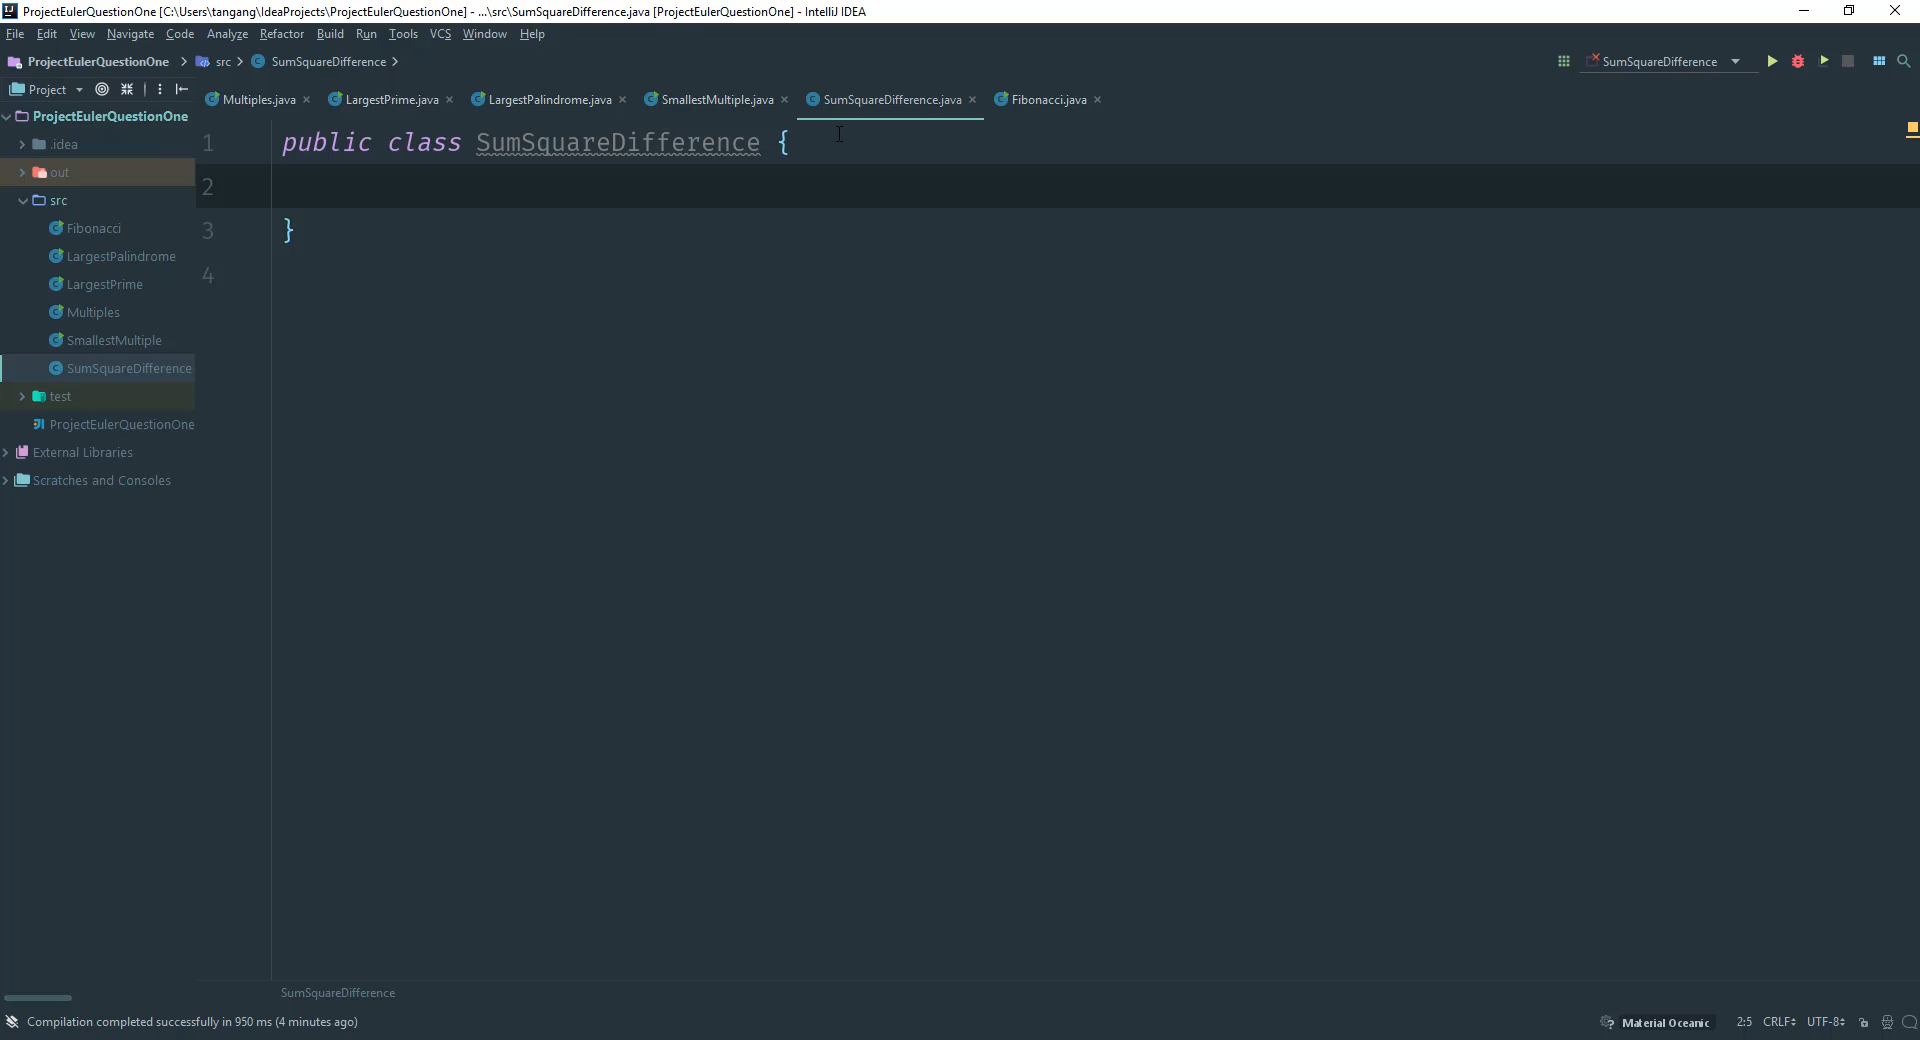 ProjectEulerQuestionOne [C:\Users\tangang\IdeaProjects\ProjectEulerQuestionOne] - ...\src\SumSquareDifference.java [ProjectEulerQuestionOne] - IntelliJ IDEA
File Edit View Navigate Code Analyze Refactor Build Run Tools VCS Window Help
ProjectEulerQuestionOne src SumSquareDifference SumSquareDifference
Project Multiples.java LargestPrime.java LargestPalindrome.java SmallestMultiple.java SumSquareDifference.java Fibonacci.java
ProjectEulerQuestionOne
.idea
out
src
Fibonacci
LargestPalindrome
LargestPrime
Multiples
SmallestMultiple
SumSquareDifference
test
ProjectEulerQuestionOne
External Libraries
Scratches and Consoles
1 public class SumSquareDifference {
2
3 }
4
SumSquareDifference
Compilation completed successfully in 950 ms (4 minutes ago) Material Oceanic 2:5 CRLF UTF-8